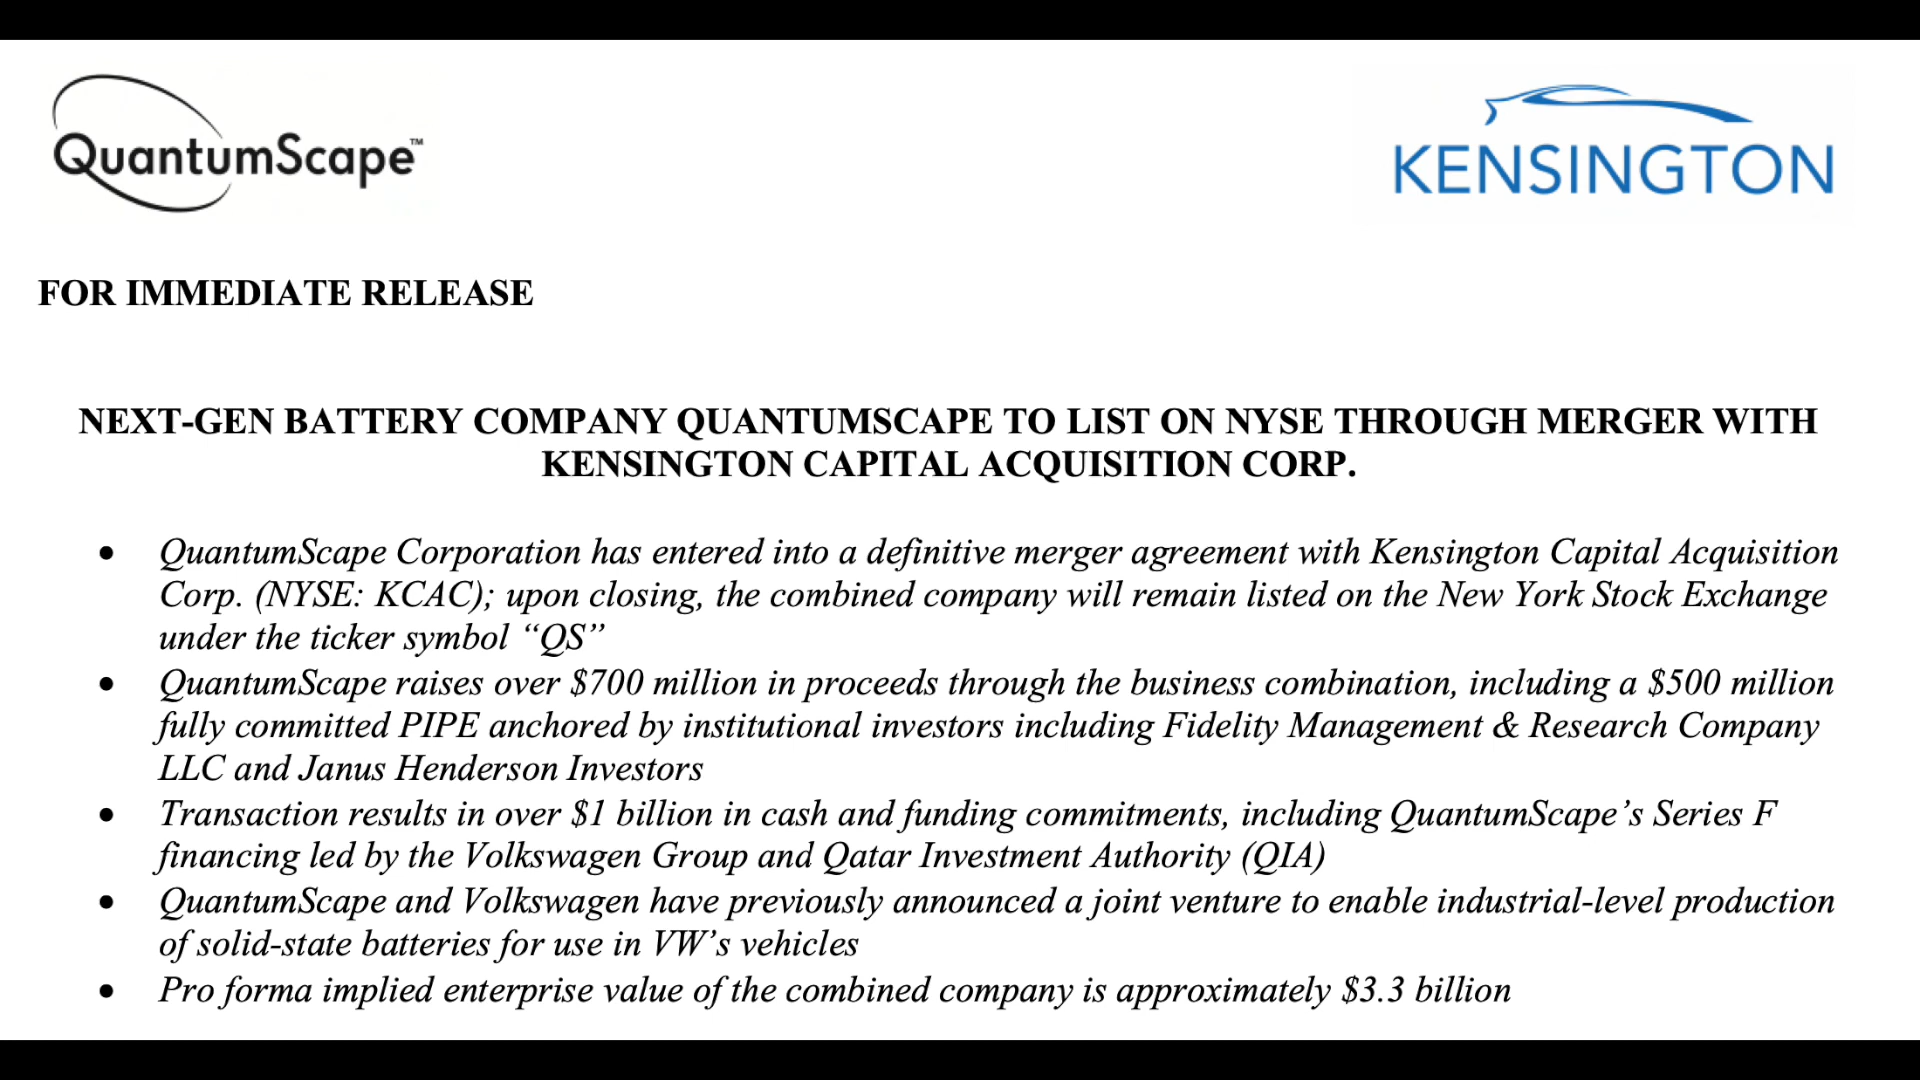 QuantumScape™
KENSINGTON
FOR IMMEDIATE RELEASE
NEXT-GEN BATTERY COMPANY QUANTUMSCAPE TO LIST ON NYSE THROUGH MERGER WITH
KENSINGTON CAPITAL ACQUISITION CORP.
• QuantumScape Corporation has entered into a definitive merger agreement with Kensington Capital Acquisition
Corp. (NYSE: KCAC); upon closing, the combined company will remain listed on the New York Stock Exchange
under the ticker symbol “QS”
• QuantumScape raises over $700 million in proceeds through the business combination, including a $500 million
fully committed PIPE anchored by institutional investors including Fidelity Management & Research Company
LLC and Janus Henderson Investors
• Transaction results in over $1 billion in cash and funding commitments, including QuantumScape’s Series F
financing led by the Volkswagen Group and Qatar Investment Authority (QIA)
• QuantumScape and Volkswagen have previously announced a joint venture to enable industrial-level production
of solid-state batteries for use in VW’s vehicles
• Pro forma implied enterprise value of the combined company is approximately $3.3 billion